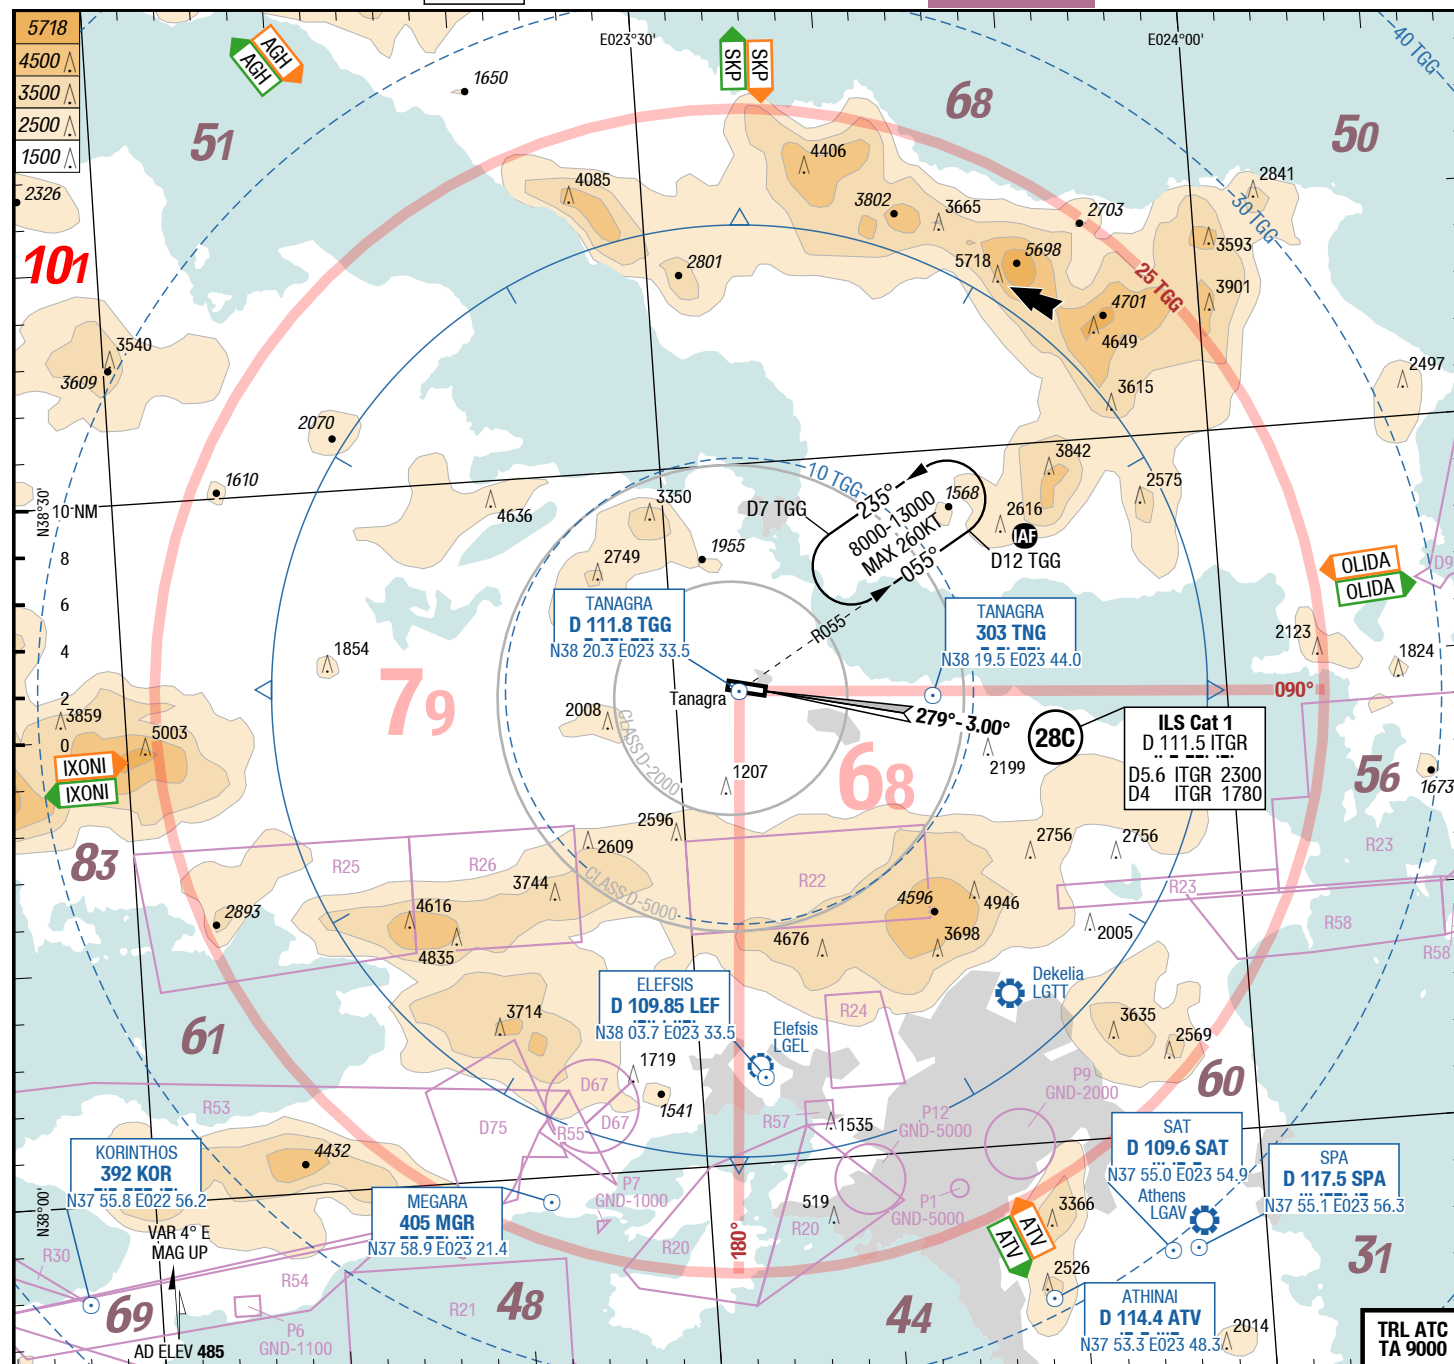 5718
4500
3500
2500
1500
2326
101
51
AGH
AGH
1650
E023°30'
SKP
SKP
68
E024°00'
40 TGG
50
4406
4085
3802
3665
2703
2841
30 TGG
3593
2801
5718
5698
25 TGG
3901
4701
4649
3540
3609
2497
3615
2070
1610
N38°30'
10 NM
8
6
4
2
0
4636
3350
2749
1955
10 TGG
D7 TGG
235°
8000-13000
MAX 260KT
055°
1568
2616
IAF
D12 TGG
3842
2575
OLIDA
OLIDA
D9
TANAGRA
D 111.8 TGG
N38 20.3 E023 33.5
R055
TANAGRA
303 TNG
N38 19.5 E023 44.0
2123
1824
1854
79
Tanagra
090°
3859
5003
IXONI
IXONI
2008
CLASS D-2000
1207
279°- 3.00°
28C
2199
ILS Cat 1
D 111.5 ITGR
D5.6 ITGR 2300
D4 ITGR 1780
68
56
1673
83
2596
2609
2756
2756
R25
R26
R22
R23
R23
3744
CLASS D-5000
4616
4835
2893
4596
4946
4676
3698
2005
R58
R58
61
3714
ELEFSIS
D 109.85 LEF
N38 03.7 E023 33.5
Elefsis
LGEL
R24
Dekelia
LGTT
3635
2569
60
1719
1541
R53
D75
D67
D67
R55
R57
1535
P12
GND-5000
P9
GND-2000
4432
KORINTHOS
392 KOR
N37 55.8 E022 56.2
N38°00'
VAR 4° E
MAG UP
MEGARA
405 MGR
N37 58.9 E023 21.4
P7
GND-1000
519
R20
R20
P1
GND-5000
180°
3366
ATV
ATV
SAT
D 109.6 SAT
N37 55.0 E023 54.9
Athens
LGAV
SPA
D 117.5 SPA
N37 55.1 E023 56.3
31
R30
R54
69
P6
GND-1100
R21
48
44
2526
ATHINAI
D 114.4 ATV
N37 53.3 E023 48.3
2014
AD ELEV 485
TRL ATC
TA 9000